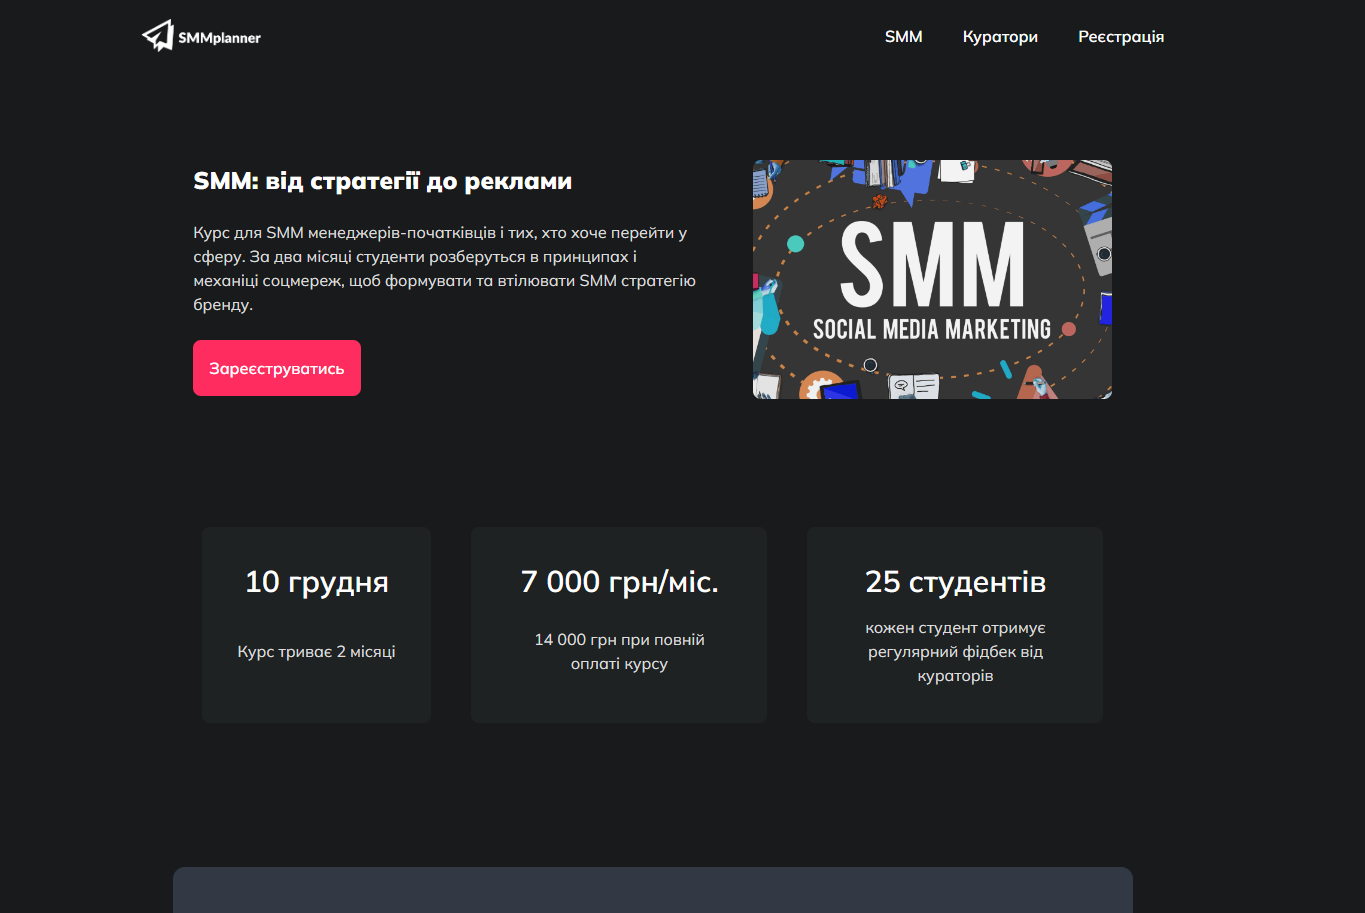 SMMplanner
SMM
Куратори
Реєстрація
SMM: від стратегії до реклами
Курс для SMM менеджерів-початківців і тих, хто хоче перейти у
сферу. За два місяці студенти розберуться в принципах і
механіці соцмереж, щоб формувати та втілювати SMM стратегію
бренду.
Зареєструватись
SMM
SOCIAL MEDIA MARKETING
10 грудня
Курс триває 2 місяці
7 000 грн/міс.
14 000 грн при повній
оплаті курсу
25 студентів
кожен студент отримує
регулярний фідбек від
кураторів